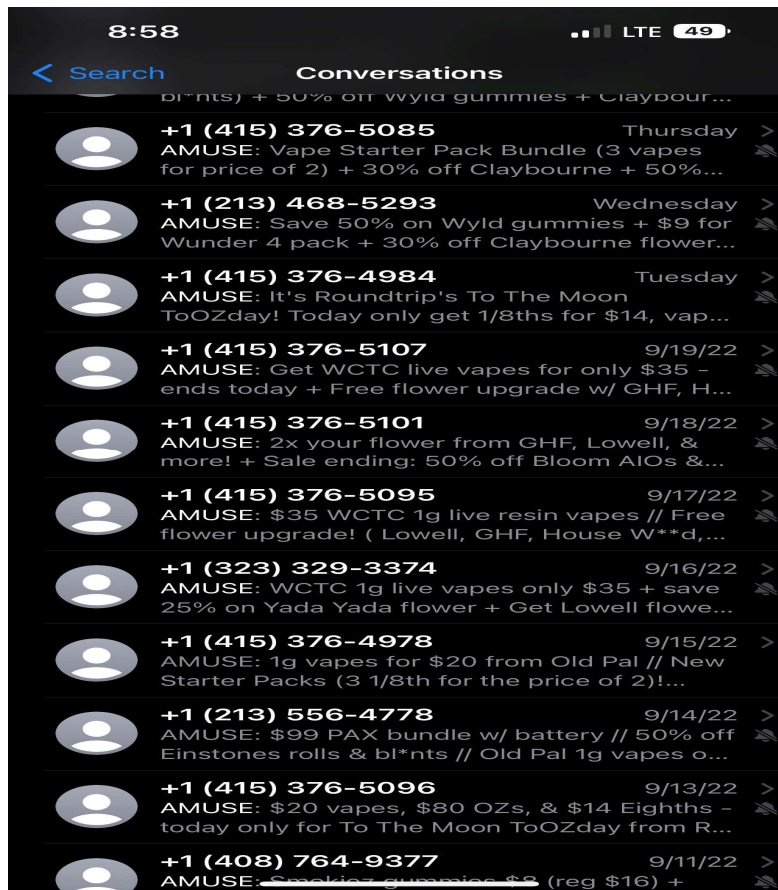 8:58
LTE 49
Search
Conversations
bl*nts) + 50% off Wyld gummies + Claybour...
+1 (415) 376-5085 Thursday
AMUSE: Vape Starter Pack Bundle (3 vapes
for price of 2) + 30% off Claybourne + 50%...
+1 (213) 468-5293 Wednesday
AMUSE: Save 50% on Wyld gummies + $9 for
Wunder 4 pack + 30% off Claybourne flower...
+1 (415) 376-4984 Tuesday
AMUSE: It's Roundtrip's To The Moon
ToOZday! Today only get 1/8ths for $14, vap...
+1 (415) 376-5107 9/19/22
AMUSE: Get WCTC live vapes for only $35 -
ends today + Free flower upgrade w/ GHF, H...
+1 (415) 376-5101 9/18/22
AMUSE: 2x your flower from GHF, Lowell, &
more! + Sale ending: 50% off Bloom AIOs &...
+1 (415) 376-5095 9/17/22
AMUSE: $35 WCTC 1g live resin vapes // Free
flower upgrade! ( Lowell, GHF, House W**d,...
+1 (323) 329-3374 9/16/22
AMUSE: WCTC 1g live vapes only $35 + save
25% on Yada Yada flower + Get Lowell flowe...
+1 (415) 376-4978 9/15/22
AMUSE: 1g vapes for $20 from Old Pal // New
Starter Packs (3 1/8th for the price of 2)!...
+1 (213) 556-4778 9/14/22
AMUSE: $99 PAX bundle w/ battery // 50% off
Einstones rolls & bl*nts // Old Pal 1g vapes o...
+1 (415) 376-5096 9/13/22
AMUSE: $20 vapes, $80 OZs, & $14 Eighths -
today only for To The Moon ToOZday from R...
+1 (408) 764-9377 9/11/22
AMUSE: Smokiez gummies $8 (reg $16) +